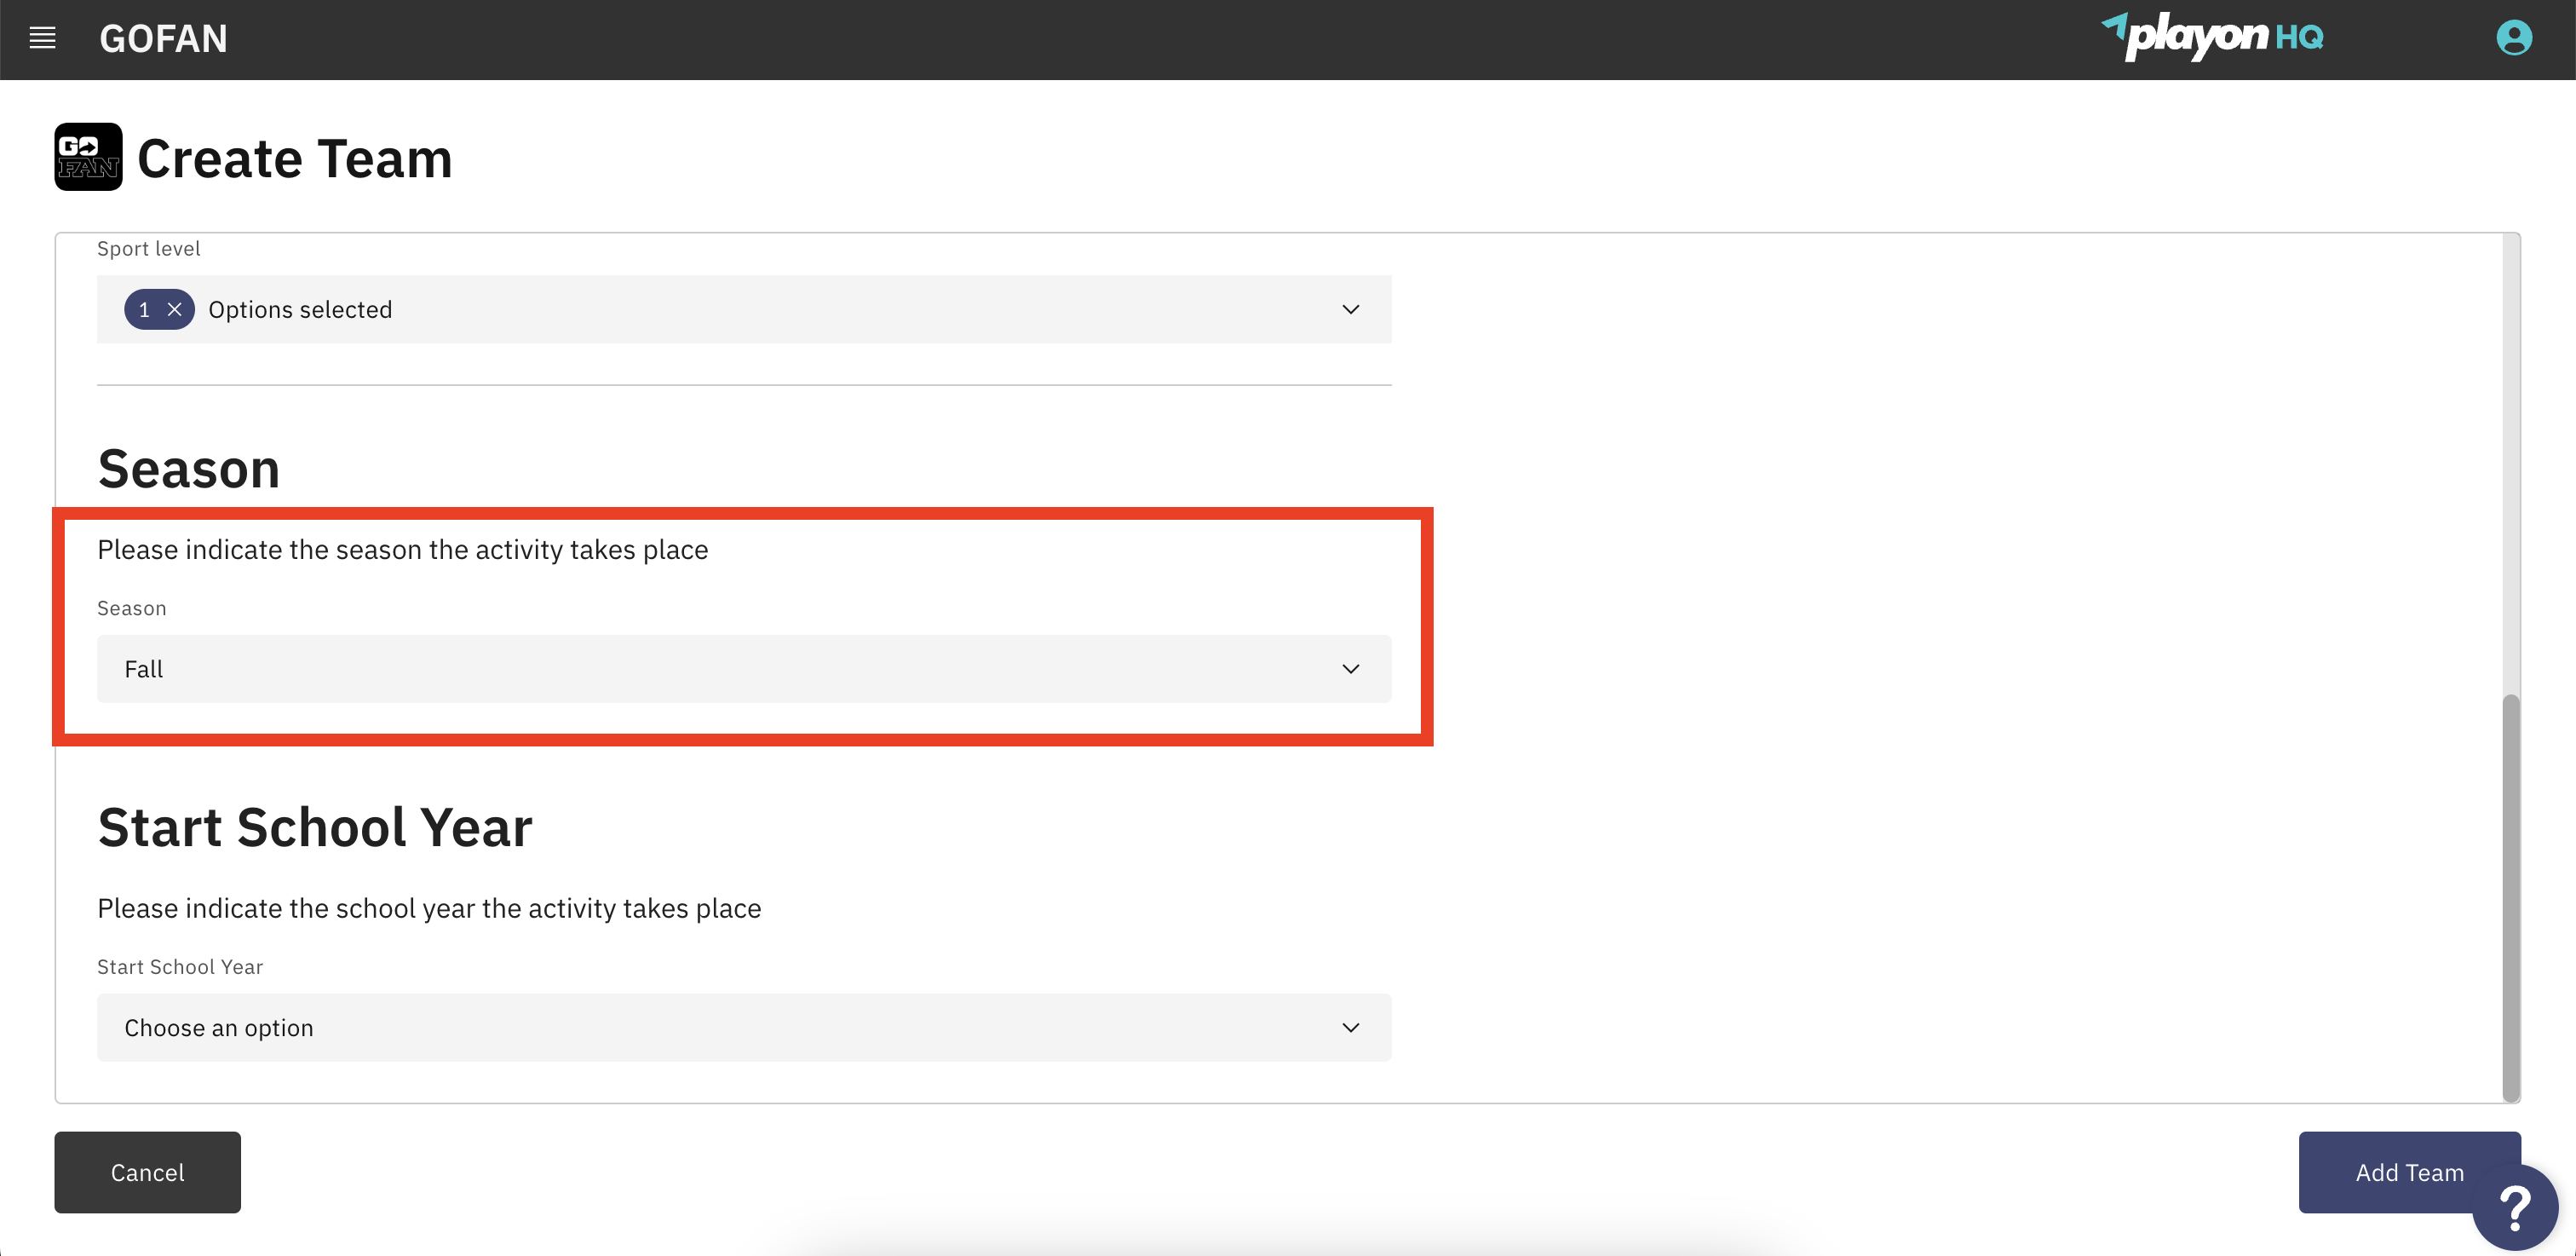 GOFAN
playon HQ
GO
FAN
Create Team
Sport level
1 Options selected
Season
Please indicate the season the activity takes place
Season
Fall
Start School Year
Please indicate the school year the activity takes place
Start School Year
Choose an option
Cancel
Add Team
?